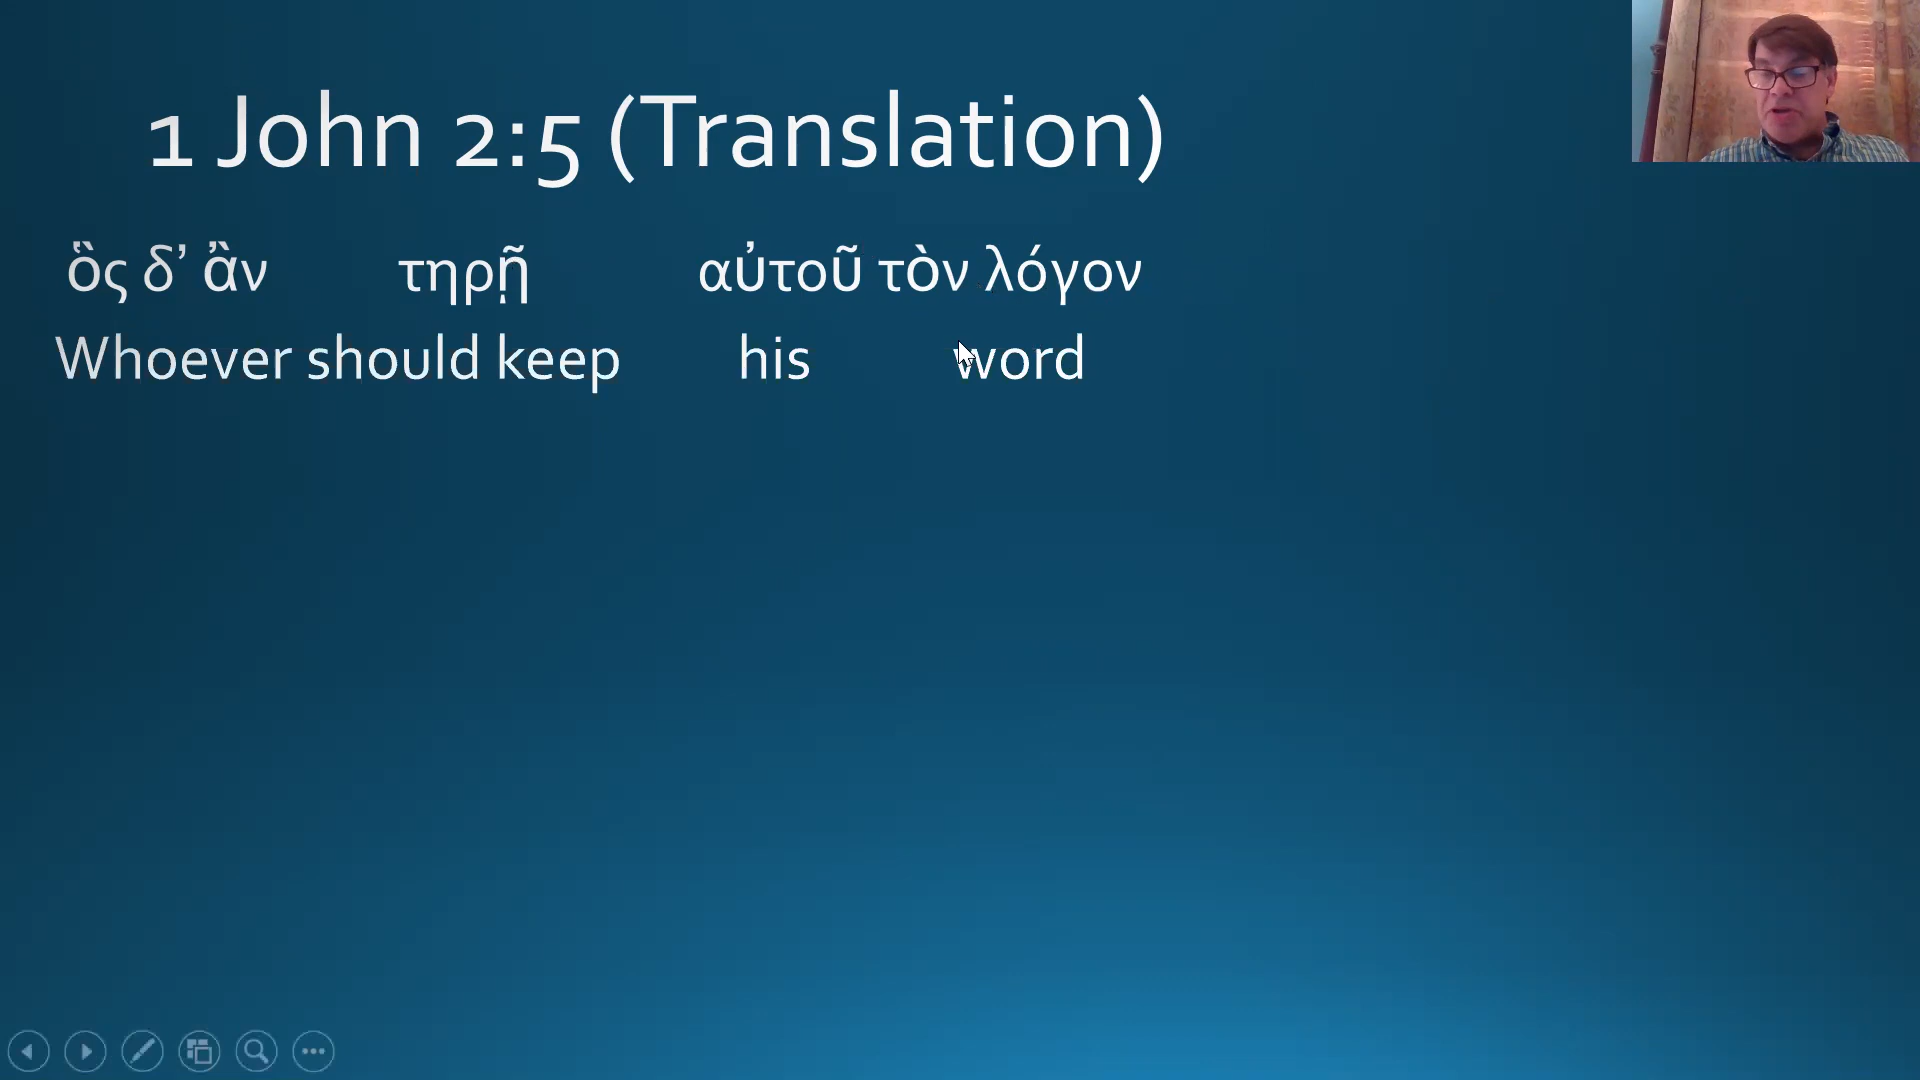 1 John 2:5 (Translation)
ὃς δ’ ἂν τηρῇ αὐτοῦ τὸν λόγον
Whoever should keep his word